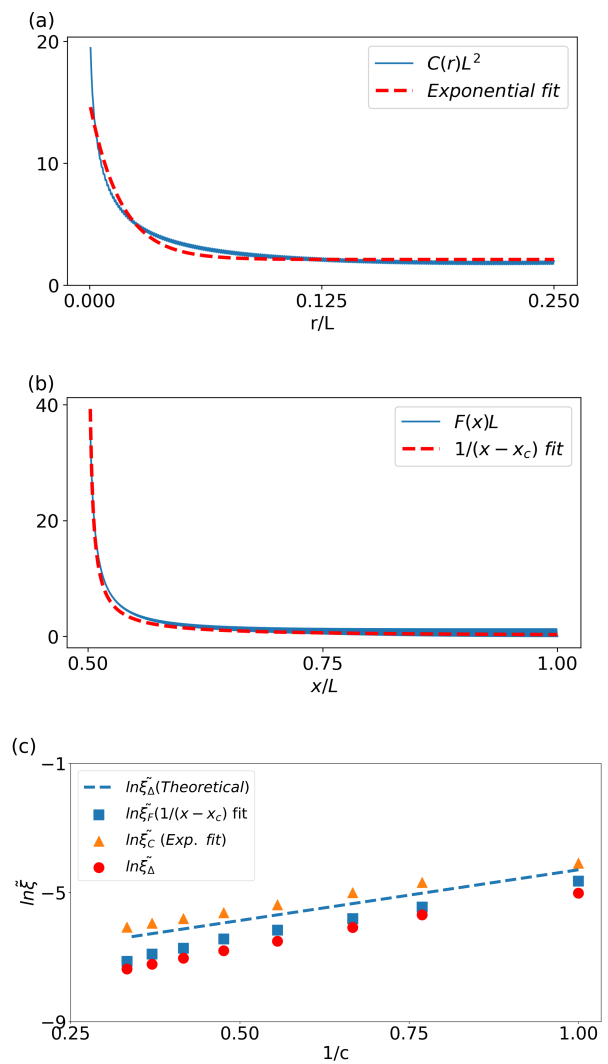 (a)
20
10
0
C(r)L²
Exponential fit
0.000
0.125
0.250
r/L
(b)
40
20
0
F(x)L
1/(x − x_c) fit
0.50
0.75
1.00
x/L
(c)
−1
−5
−9
lnξ̃
lnξ̃_Δ(Theoretical)
lnξ̃_F(1/(x − x_c) fit
lnξ̃_C (Exp. fit)
lnξ̃_Δ
0.25
0.50
0.75
1.00
1/c